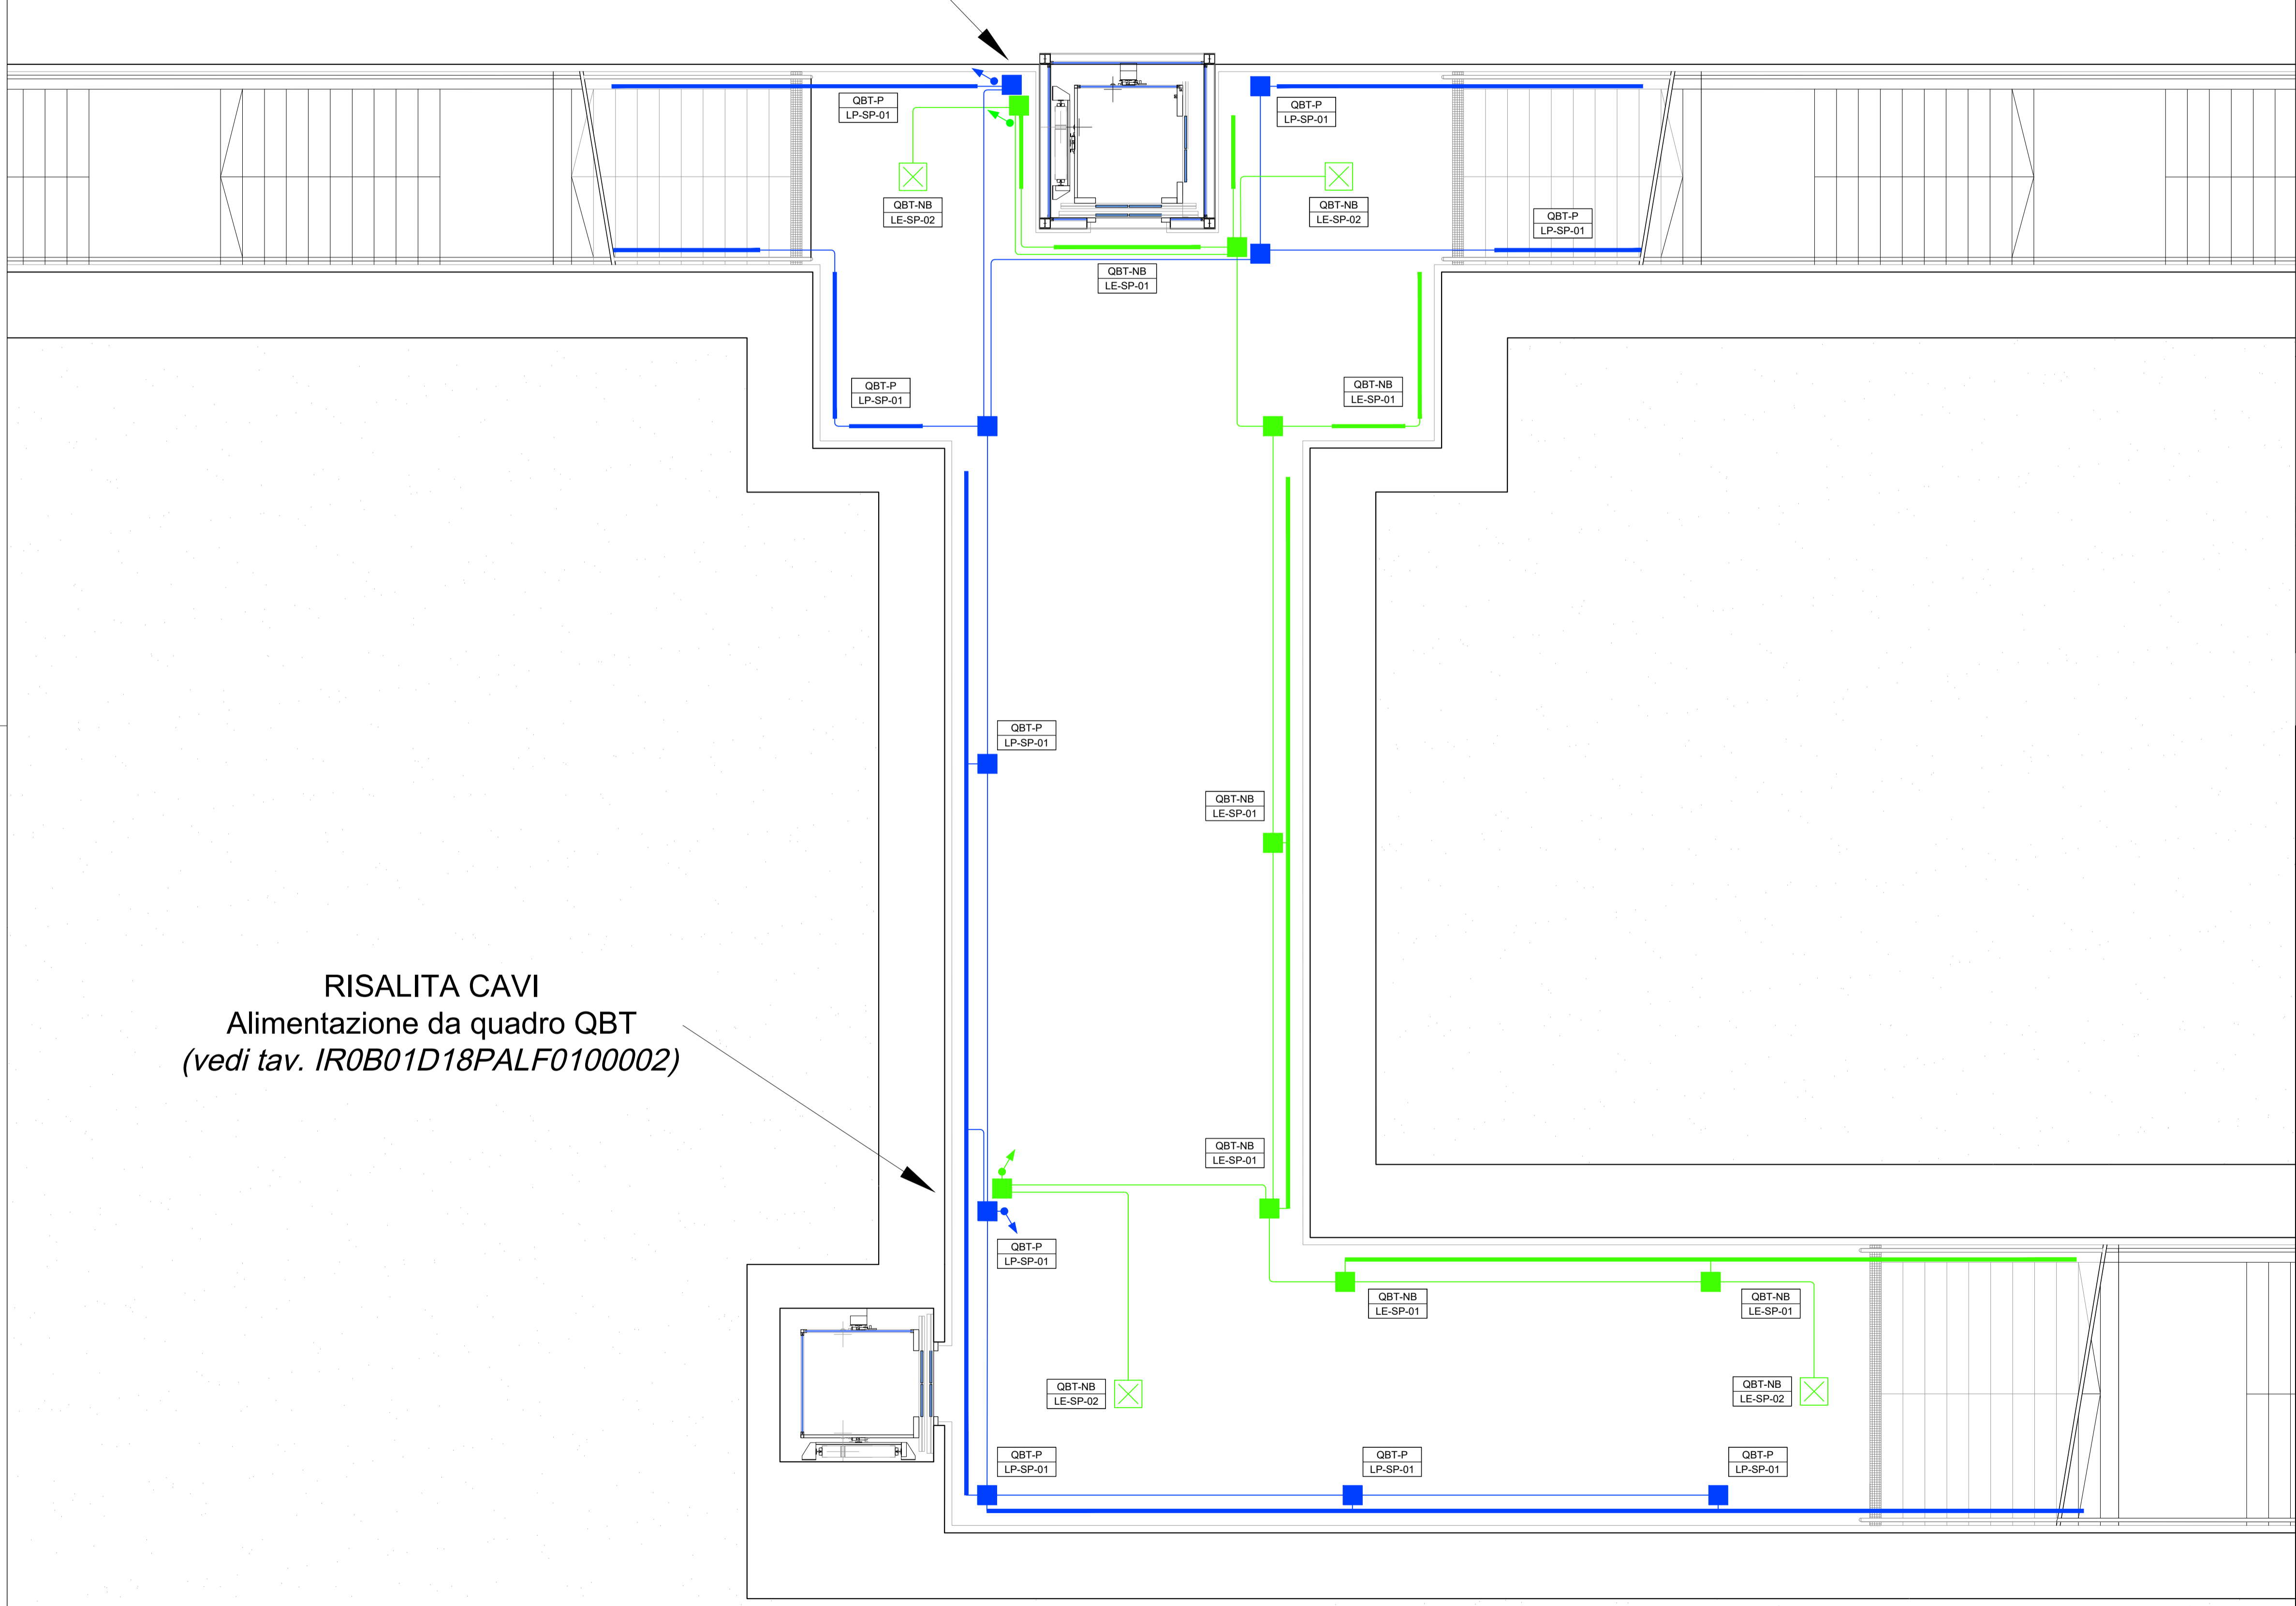 QBT-P
LP-SP-01
QBT-P
LP-SP-01
QBT-NB
LE-SP-02
QBT-NB
LE-SP-02
QBT-P
LP-SP-01
QBT-NB
LE-SP-01
QBT-P
LP-SP-01
QBT-NB
LE-SP-01
QBT-P
LP-SP-01
QBT-NB
LE-SP-01
RISALITA CAVI
Alimentazione da quadro QBT
(vedi tav. IR0B01D18PALF0100002)
QBT-NB
LE-SP-01
QBT-P
LP-SP-01
QBT-NB
LE-SP-01
QBT-NB
LE-SP-01
QBT-NB
LE-SP-02
QBT-NB
LE-SP-02
QBT-P
LP-SP-01
QBT-P
LP-SP-01
QBT-P
LP-SP-01